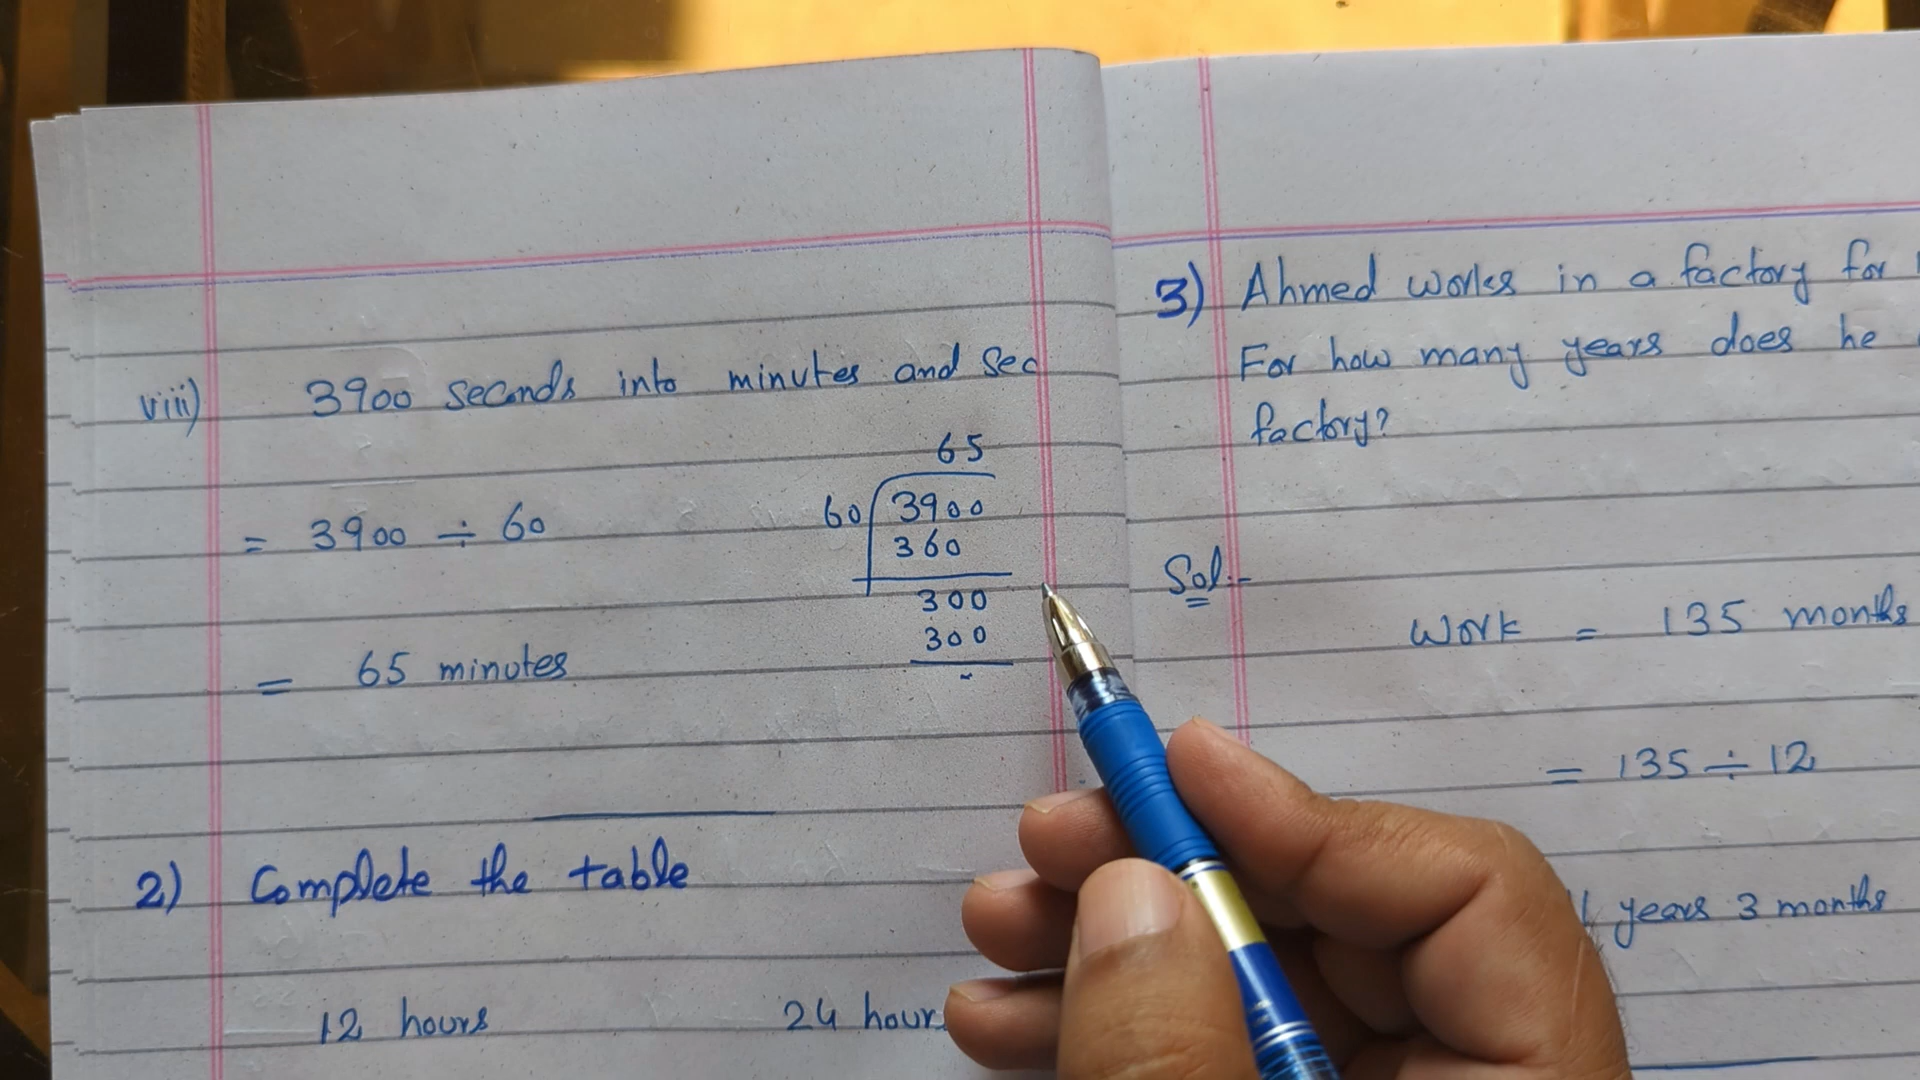 viii) 3900 seconds into minutes and sec
65
= 3900 ÷ 60
60 3900
360
300
300
= 65 minutes
2) Complete the table
12 hours 24 hour
3) Ahmed works in a factory for
For how many years does he
factory?
Sol:-
Work = 135 months
= 135 ÷ 12
years 3 months